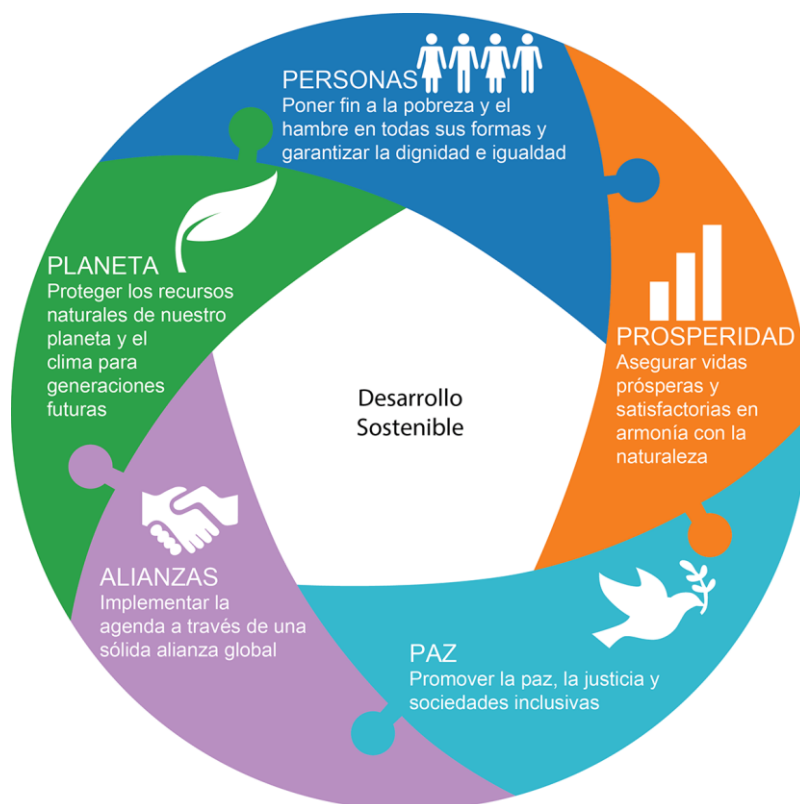 PERSONAS
Poner fin a la pobreza y el
hambre en todas sus formas y
garantizar la dignidad e igualdad
PLANETA
Proteger los recursos
naturales de nuestro
planeta y el
clima para
generaciones
futuras
PROSPERIDAD
Asegurar vidas
prósperas y
satisfactorias en
armonía con la
naturaleza
Desarrollo
Sostenible
ALIANZAS
Implementar la
agenda a través de una
sólida alianza global
PAZ
Promover la paz, la justicia y
sociedades inclusivas